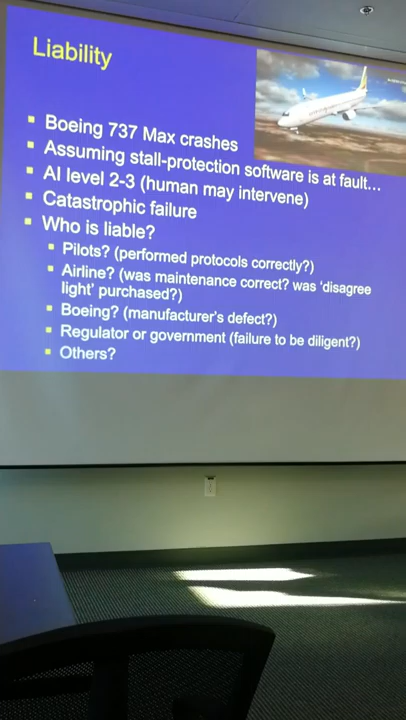 Liability
Boeing 737 Max crashes
Assuming stall-protection software is at fault...
AI level 2-3 (human may intervene)
Catastrophic failure
Who is liable?
Pilots? (performed protocols correctly?)
Airline? (was maintenance correct? was 'disagree
light' purchased?)
Boeing? (manufacturer's defect?)
Regulator or government (failure to be diligent?)
Others?